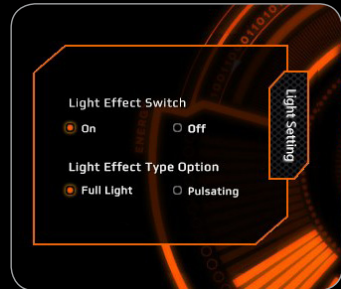 Light Effect Switch
On Off
Light Effect Type Option
Full Light Pulsating
Light Setting